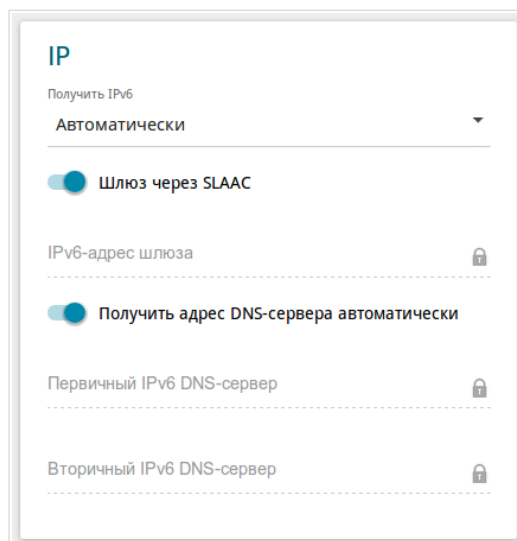 IP
Получить IPv6
Автоматически
Шлюз через SLAAC
IPv6-адрес шлюза
Получить адрес DNS-сервера автоматически
Первичный IPv6 DNS-сервер
Вторичный IPv6 DNS-сервер